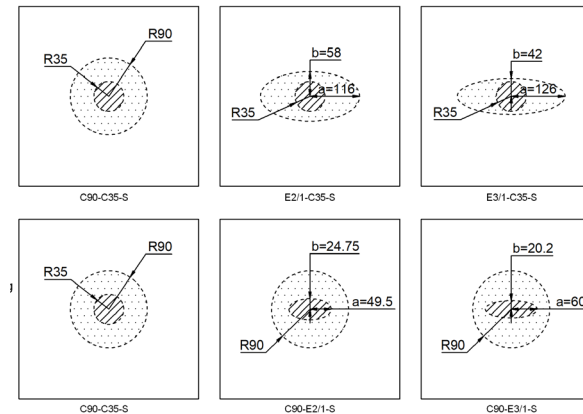 R90
R35
C90-C35-S
b=58
a=116
R35
E2/1-C35-S
b=42
a=126
R35
E3/1-C35-S
R90
R35
C90-C35-S
b=24.75
a=49.5
R90
C90-E2/1-S
b=20.2
a=60
R90
C90-E3/1-S